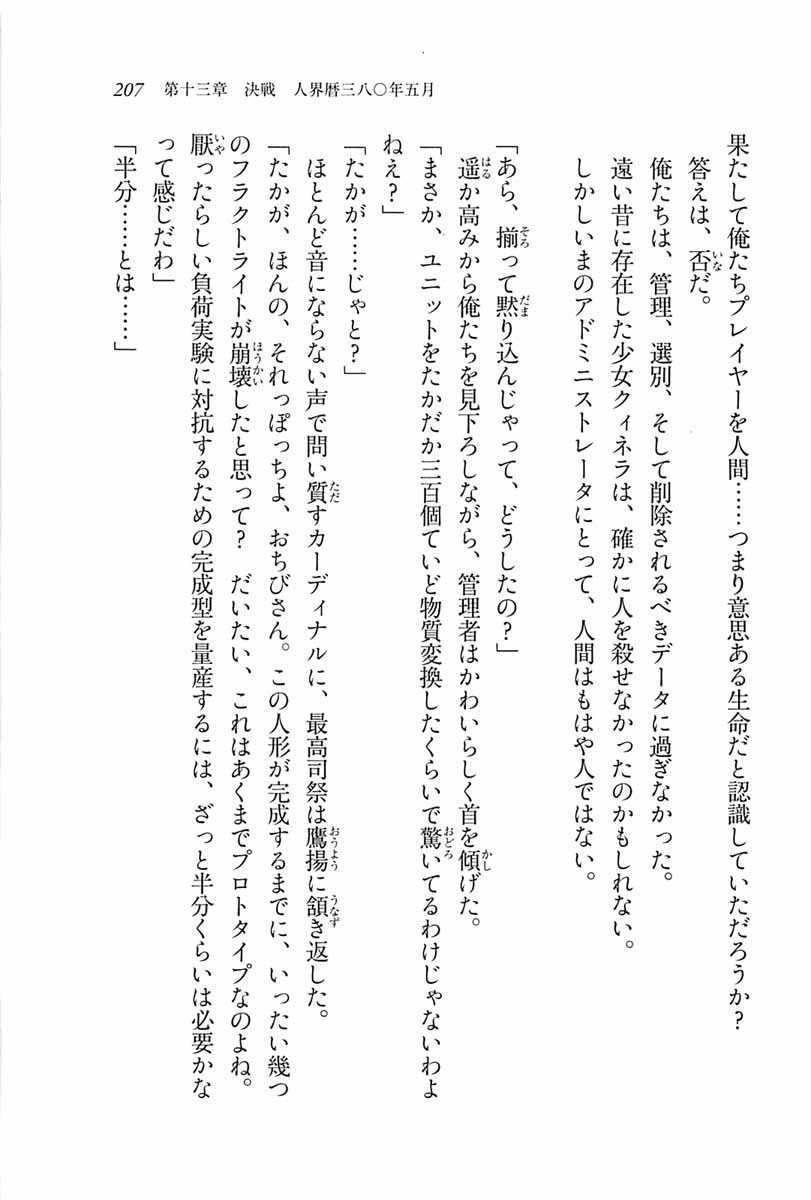 207 第十三章 決戦 人界暦三八〇年五月
果たして俺たちプレイヤーを人間……つまり意思ある生命だと認識していただろうか？
答えは、否だ。
俺たちは、管理、選別、そして削除されるべきデータに過ぎなかった。
遠い昔に存在した少女クィネラは、確かに人を殺せなかったのかもしれない。
しかしいまのアドミニストレータにとって、人間はもはや人ではない。
「あら、揃って黙り込んじゃって、どうしたの？」
遥か高みから俺たちを見下ろしながら、管理者はかわいらしく首を傾げた。
「まさか、ユニットをたかだか三百個ていど物質変換したくらいで驚いてるわけじゃないわよ
ねえ？」
「たかが……じゃと？」
ほとんど音にならない声で問い質すカーディナルに、最高司祭は鷹揚に頷き返した。
「たかが、ほんの、それっぽっちよ、おちびさん。この人形が完成するまでに、いったい幾つ
のフラクトライトが崩壊したと思って？　だいたい、これはあくまでプロトタイプなのよね。
厭ったらしい負荷実験に対抗するための完成型を量産するには、ざっと半分くらいは必要かな
って感じだわ」
「半分……とは……」